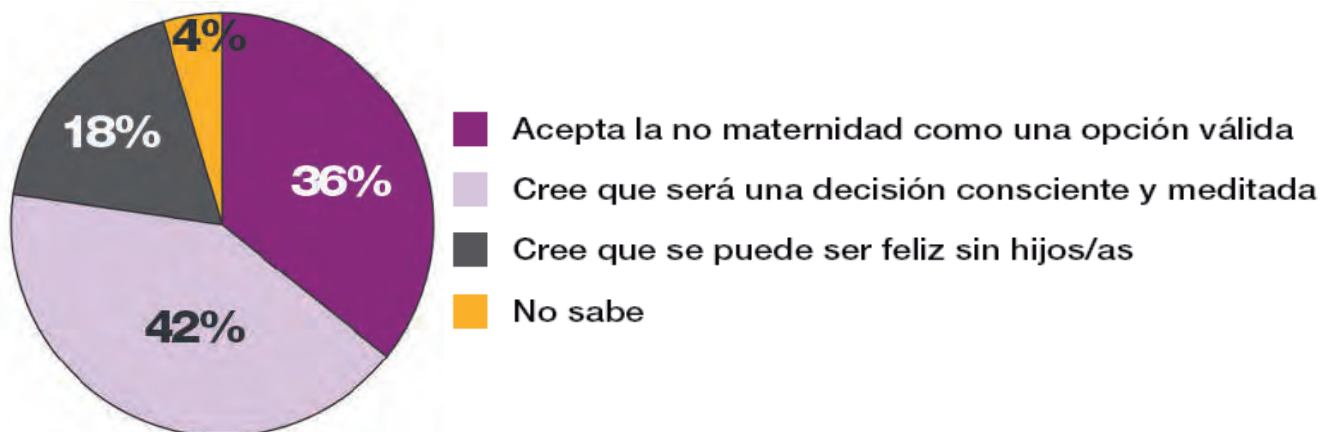 4%
18%
36%
42%
Acepta la no maternidad como una opción válida
Cree que será una decisión consciente y meditada
Cree que se puede ser feliz sin hijos/as
No sabe